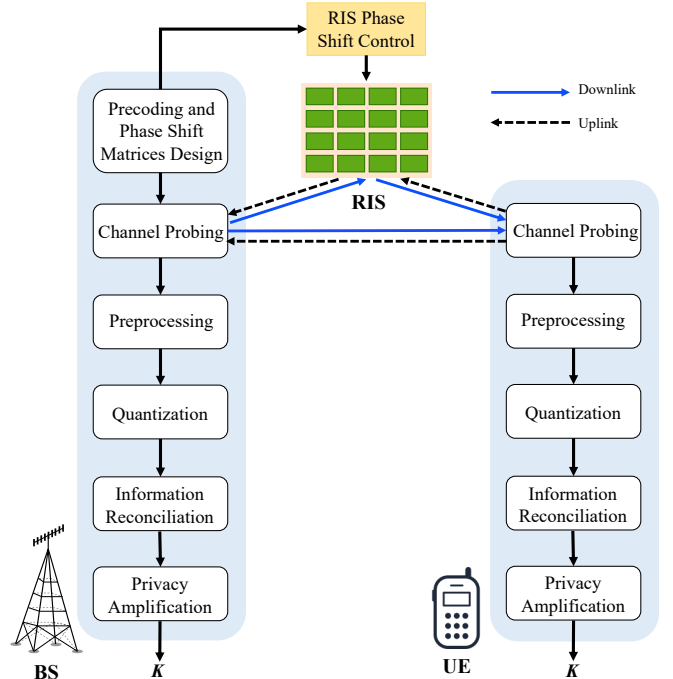 RIS Phase
Shift Control
Downlink
Uplink
RIS
Precoding and
Phase Shift
Matrices Design
Channel Probing
Preprocessing
Quantization
Information
Reconciliation
Privacy
Amplification
K
BS
Channel Probing
Preprocessing
Quantization
Information
Reconciliation
Privacy
Amplification
K
UE